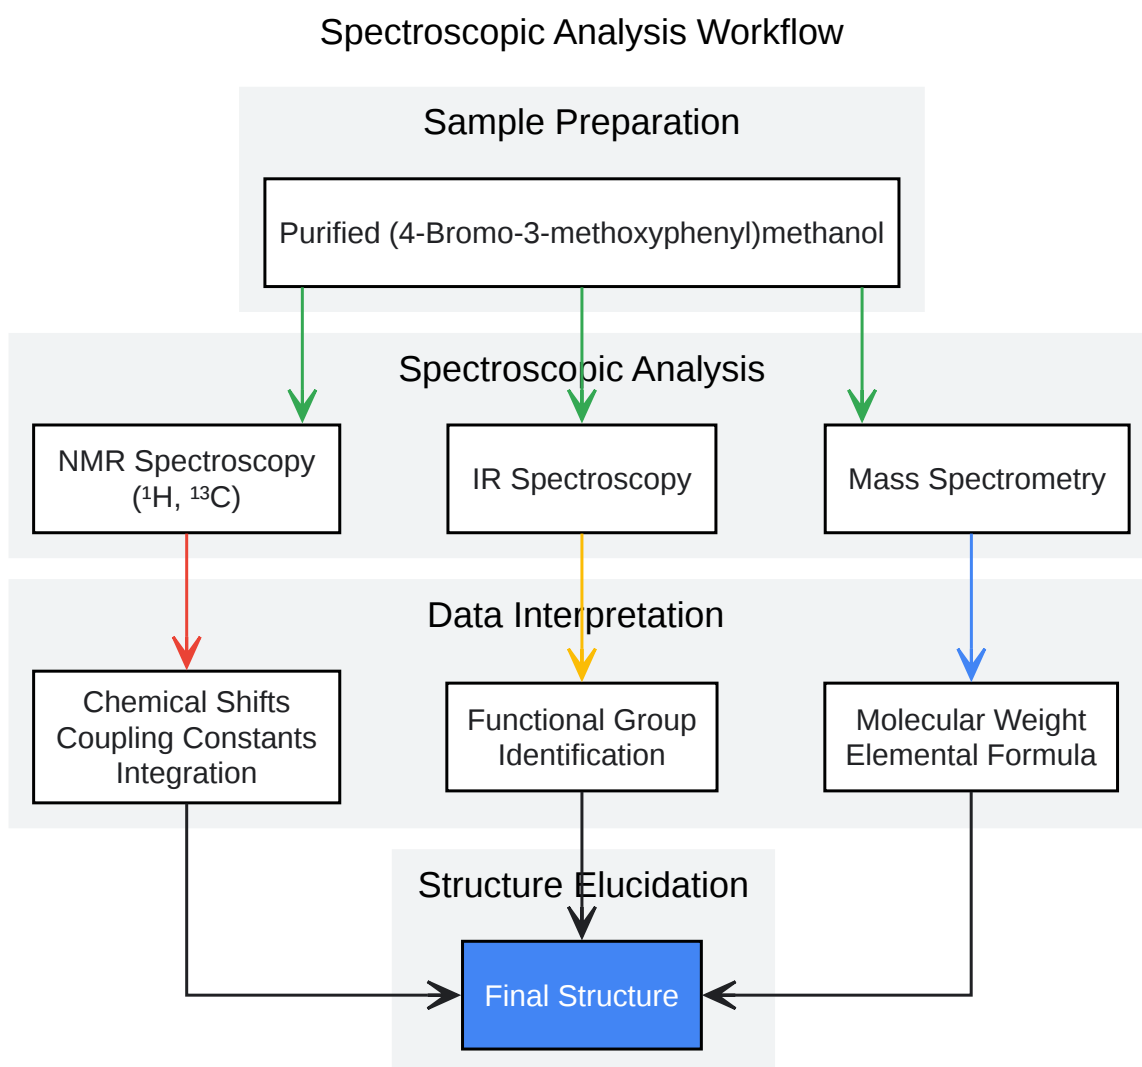 Spectroscopic Analysis Workflow
Sample Preparation
Purified (4-Bromo-3-methoxyphenyl)methanol
Spectroscopic Analysis
NMR Spectroscopy
(¹H, ¹³C)
IR Spectroscopy
Mass Spectrometry
Data Interpretation
Chemical Shifts
Coupling Constants
Integration
Functional Group
Identification
Molecular Weight
Elemental Formula
Structure Elucidation
Final Structure